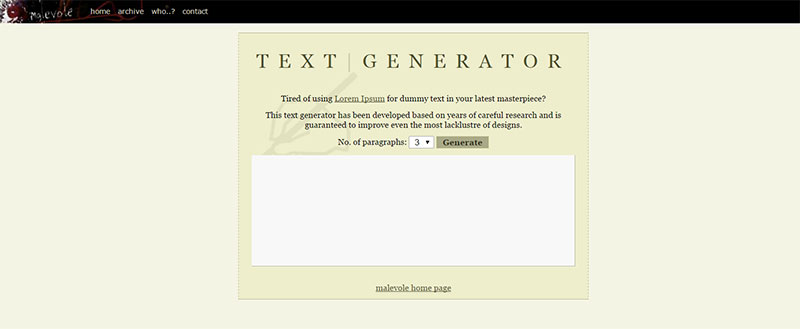 malevole home archive who..? contact
TEXT|GENERATOR
Tired of using Lorem Ipsum for dummy text in your latest masterpiece?
This text generator has been developed based on years of careful research and is
guaranteed to improve even the most lacklustre of designs.
No. of paragraphs: 3 Generate
malevole home page